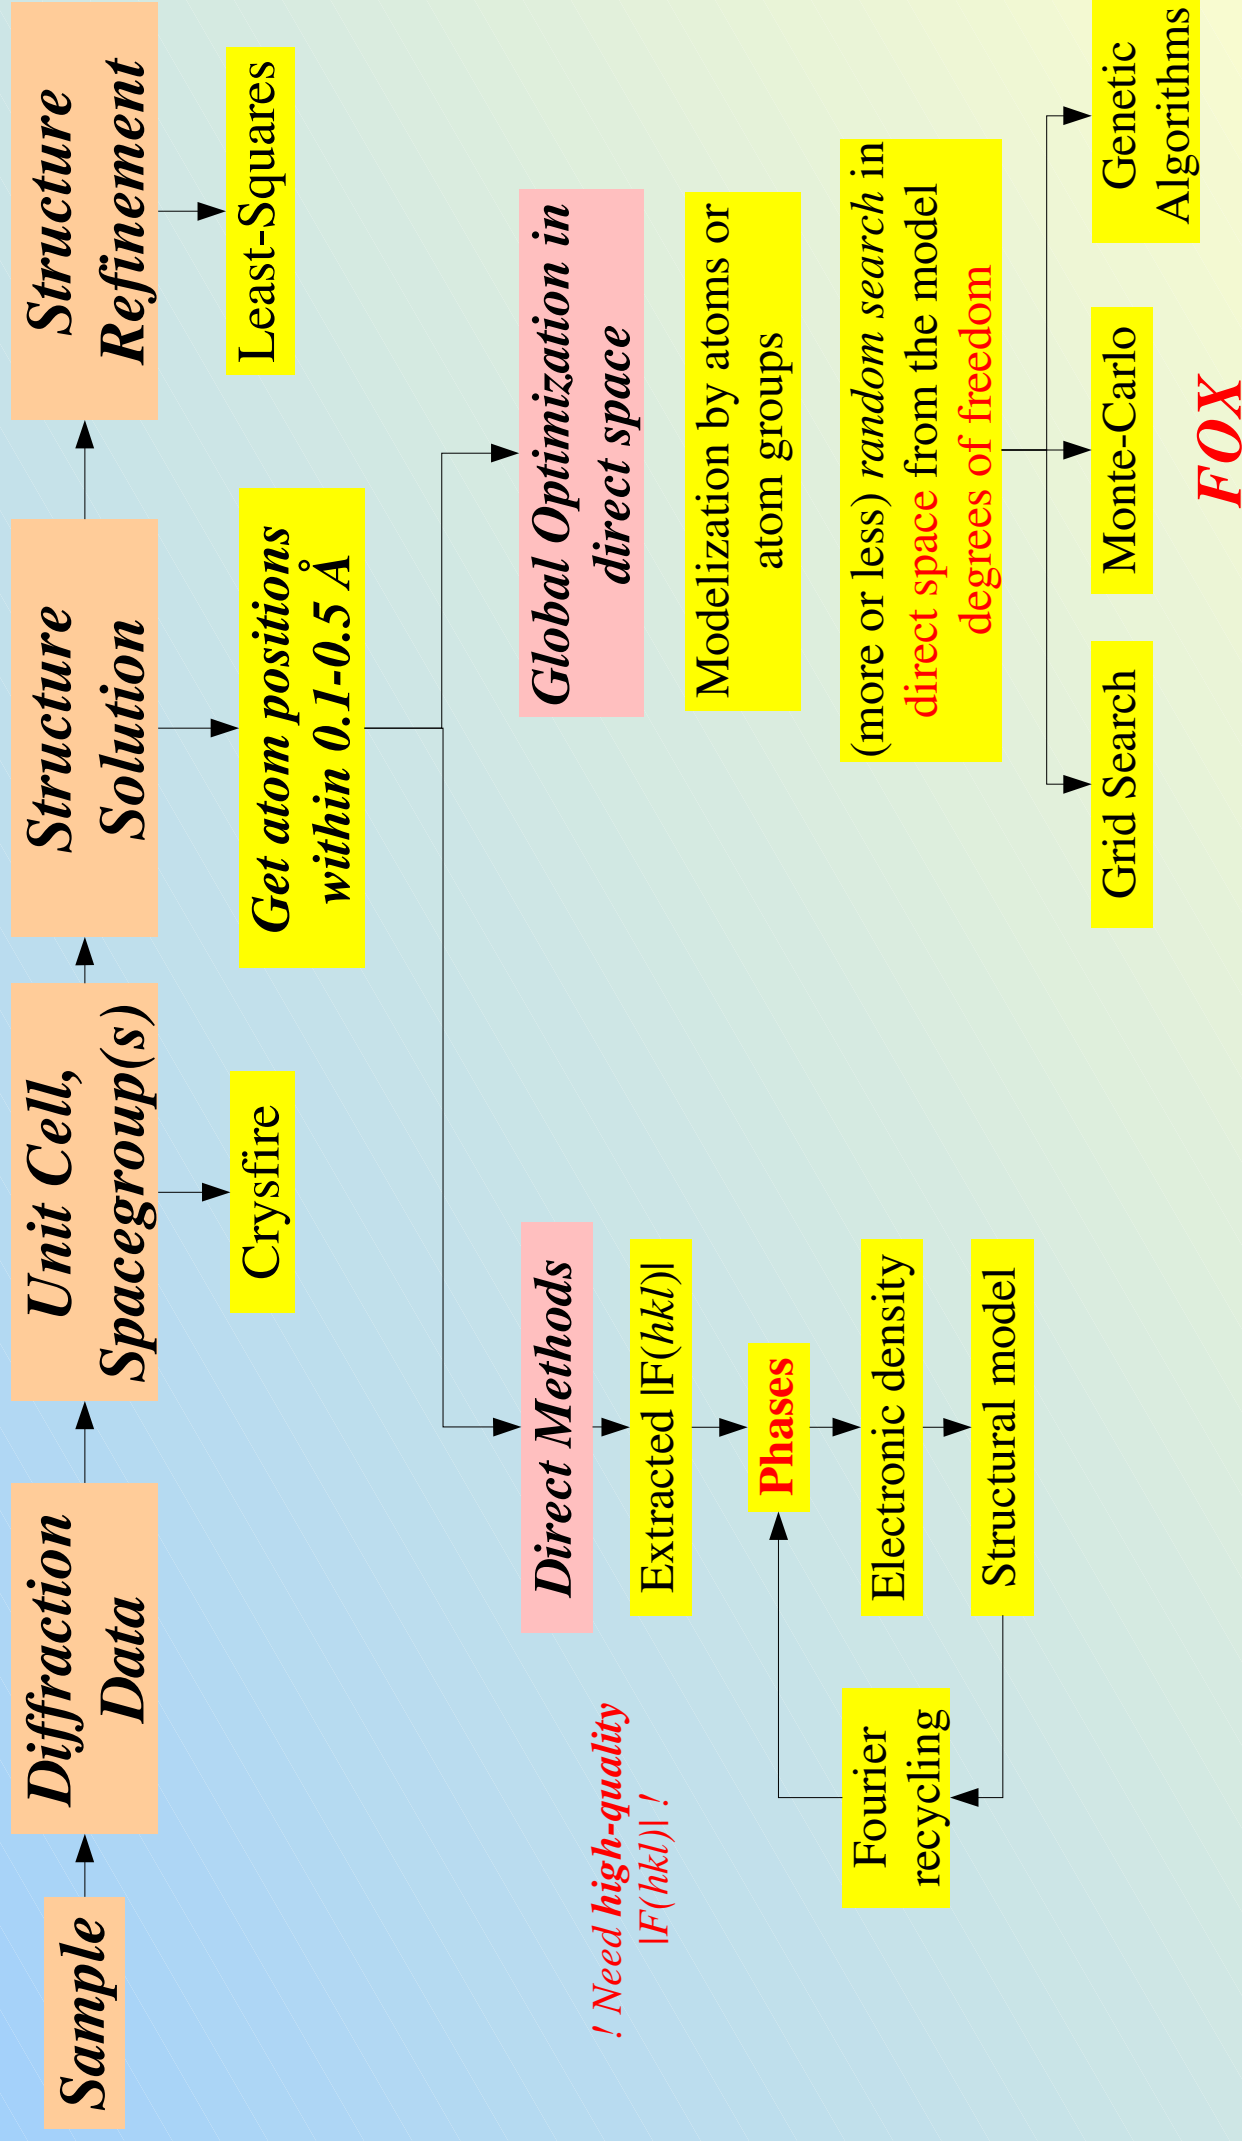 Sample
Diffraction
Data
Unit Cell,
Spacegroup(s)
Structure
Solution
Structure
Refinement
Crysfire
Get atom positions
within 0.1-0.5 Å
Least-Squares
Direct Methods
Extracted |F(hkl)|
Phases
Electronic density
Structural model
Fourier
recycling
! Need high-quality
|F(hkl)| !
Global Optimization in
direct space
Modelization by atoms or
atom groups
(more or less) random search in
direct space from the model
degrees of freedom
Grid Search
Monte-Carlo
Genetic
Algorithms
FOX